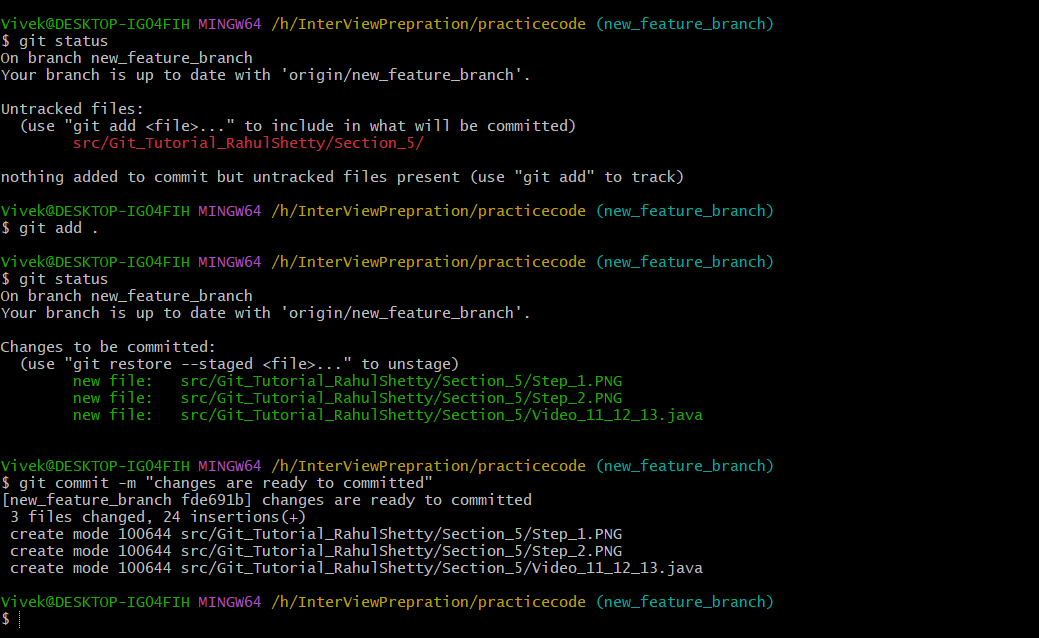 Vivek@DESKTOP-IGO4FIH MINGW64 /h/InterViewPrepration/practicecode (new_feature_branch)
$ git status
On branch new_feature_branch
Your branch is up to date with 'origin/new_feature_branch'.
Untracked files:
  (use "git add <file>..." to include in what will be committed)
        src/Git_Tutorial_RahulShetty/Section_5/
nothing added to commit but untracked files present (use "git add" to track)
Vivek@DESKTOP-IGO4FIH MINGW64 /h/InterViewPrepration/practicecode (new_feature_branch)
$ git add .
Vivek@DESKTOP-IGO4FIH MINGW64 /h/InterViewPrepration/practicecode (new_feature_branch)
$ git status
On branch new_feature_branch
Your branch is up to date with 'origin/new_feature_branch'.
Changes to be committed:
  (use "git restore --staged <file>..." to unstage)
        new file:   src/Git_Tutorial_RahulShetty/Section_5/Step_1.PNG
        new file:   src/Git_Tutorial_RahulShetty/Section_5/Step_2.PNG
        new file:   src/Git_Tutorial_RahulShetty/Section_5/Video_11_12_13.java
Vivek@DESKTOP-IGO4FIH MINGW64 /h/InterViewPrepration/practicecode (new_feature_branch)
$ git commit -m "changes are ready to committed"
[new_feature_branch fde691b] changes are ready to committed
 3 files changed, 24 insertions(+)
 create mode 100644 src/Git_Tutorial_RahulShetty/Section_5/Step_1.PNG
 create mode 100644 src/Git_Tutorial_RahulShetty/Section_5/Step_2.PNG
 create mode 100644 src/Git_Tutorial_RahulShetty/Section_5/Video_11_12_13.java
Vivek@DESKTOP-IGO4FIH MINGW64 /h/InterViewPrepration/practicecode (new_feature_branch)
$